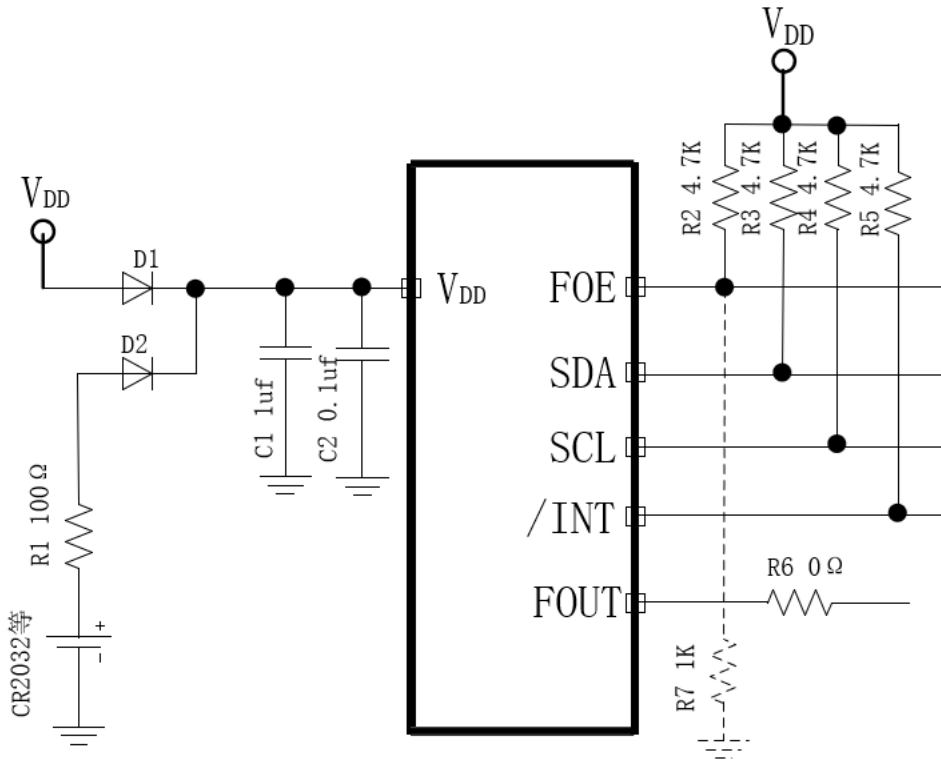 VDD
VDD
D1
D2
C1 1uf
C2 0.1uf
R1 100Ω
CR2032等
+
-
VDD
FOE
SDA
SCL
/INT
FOUT
R2 4.7K
R3 4.7K
R4 4.7K
R5 4.7K
R6 0Ω
R7 1K